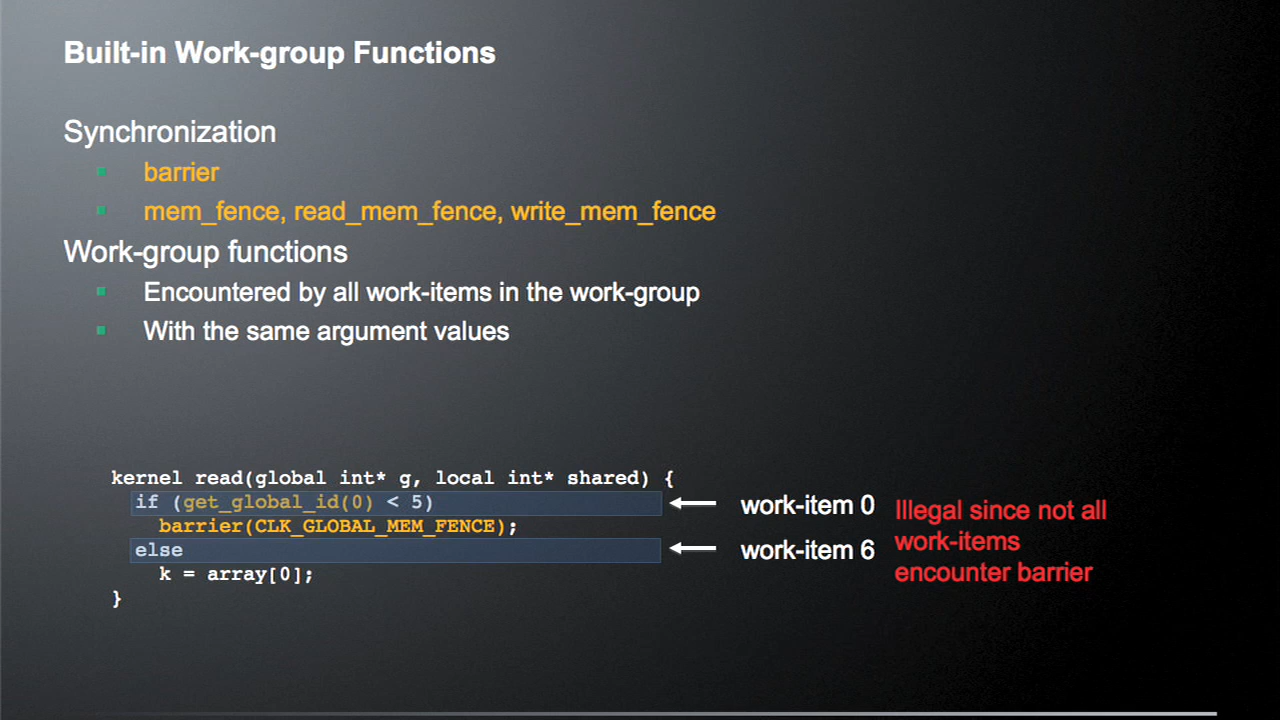 Built-in Work-group Functions
Synchronization
barrier
mem_fence, read_mem_fence, write_mem_fence
Work-group functions
Encountered by all work-items in the work-group
With the same argument values
kernel read(global int* g, local int* shared) {
if (get_global_id(0) < 5)
barrier(CLK_GLOBAL_MEM_FENCE);
else
k = array[0];
}
work-item 0
work-item 6
Illegal since not all
work-items
encounter barrier